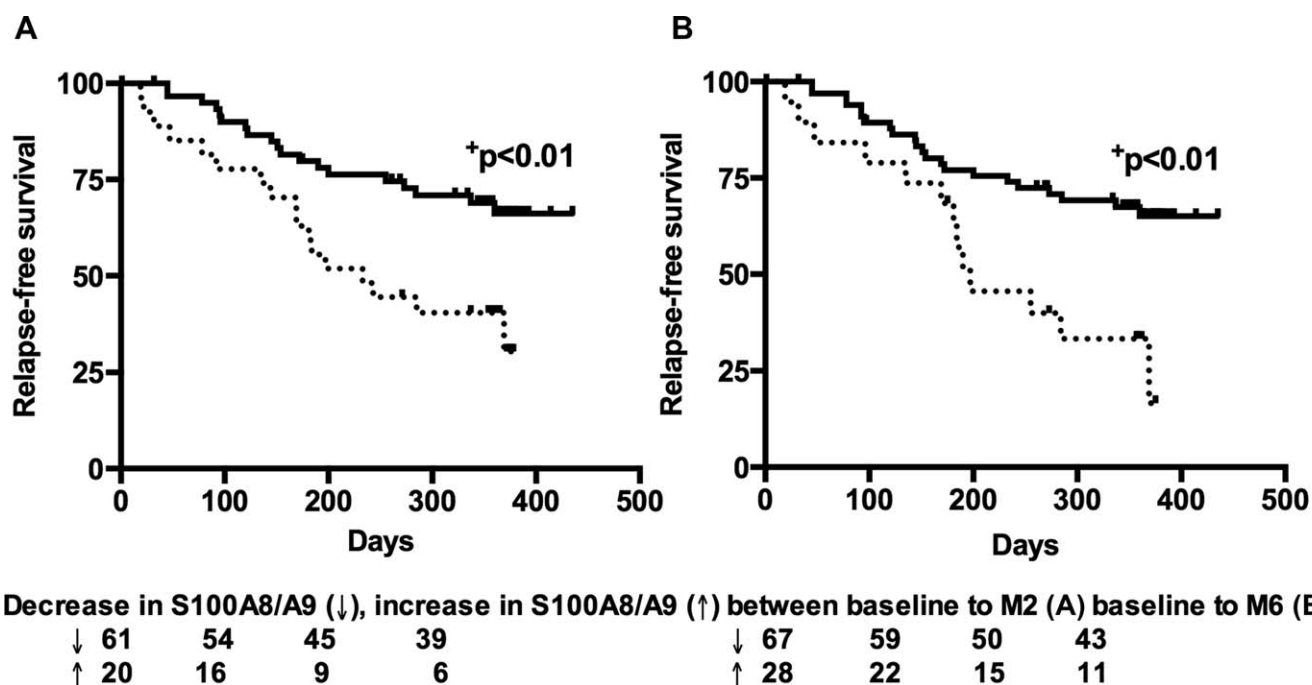 A
B
Relapse-free survival
100
75
50
25
0
+p<0.01
0 100 200 300 400 500
Days
Relapse-free survival
100
75
50
25
0
+p<0.01
0 100 200 300 400 500
Days
Decrease in S100A8/A9 (↓), increase in S100A8/A9 (↑) between baseline to M2 (A) baseline to M6 (
↓ 61 54 45 39
↑ 20 16 9 6
↓ 67 59 50 43
↑ 28 22 15 11